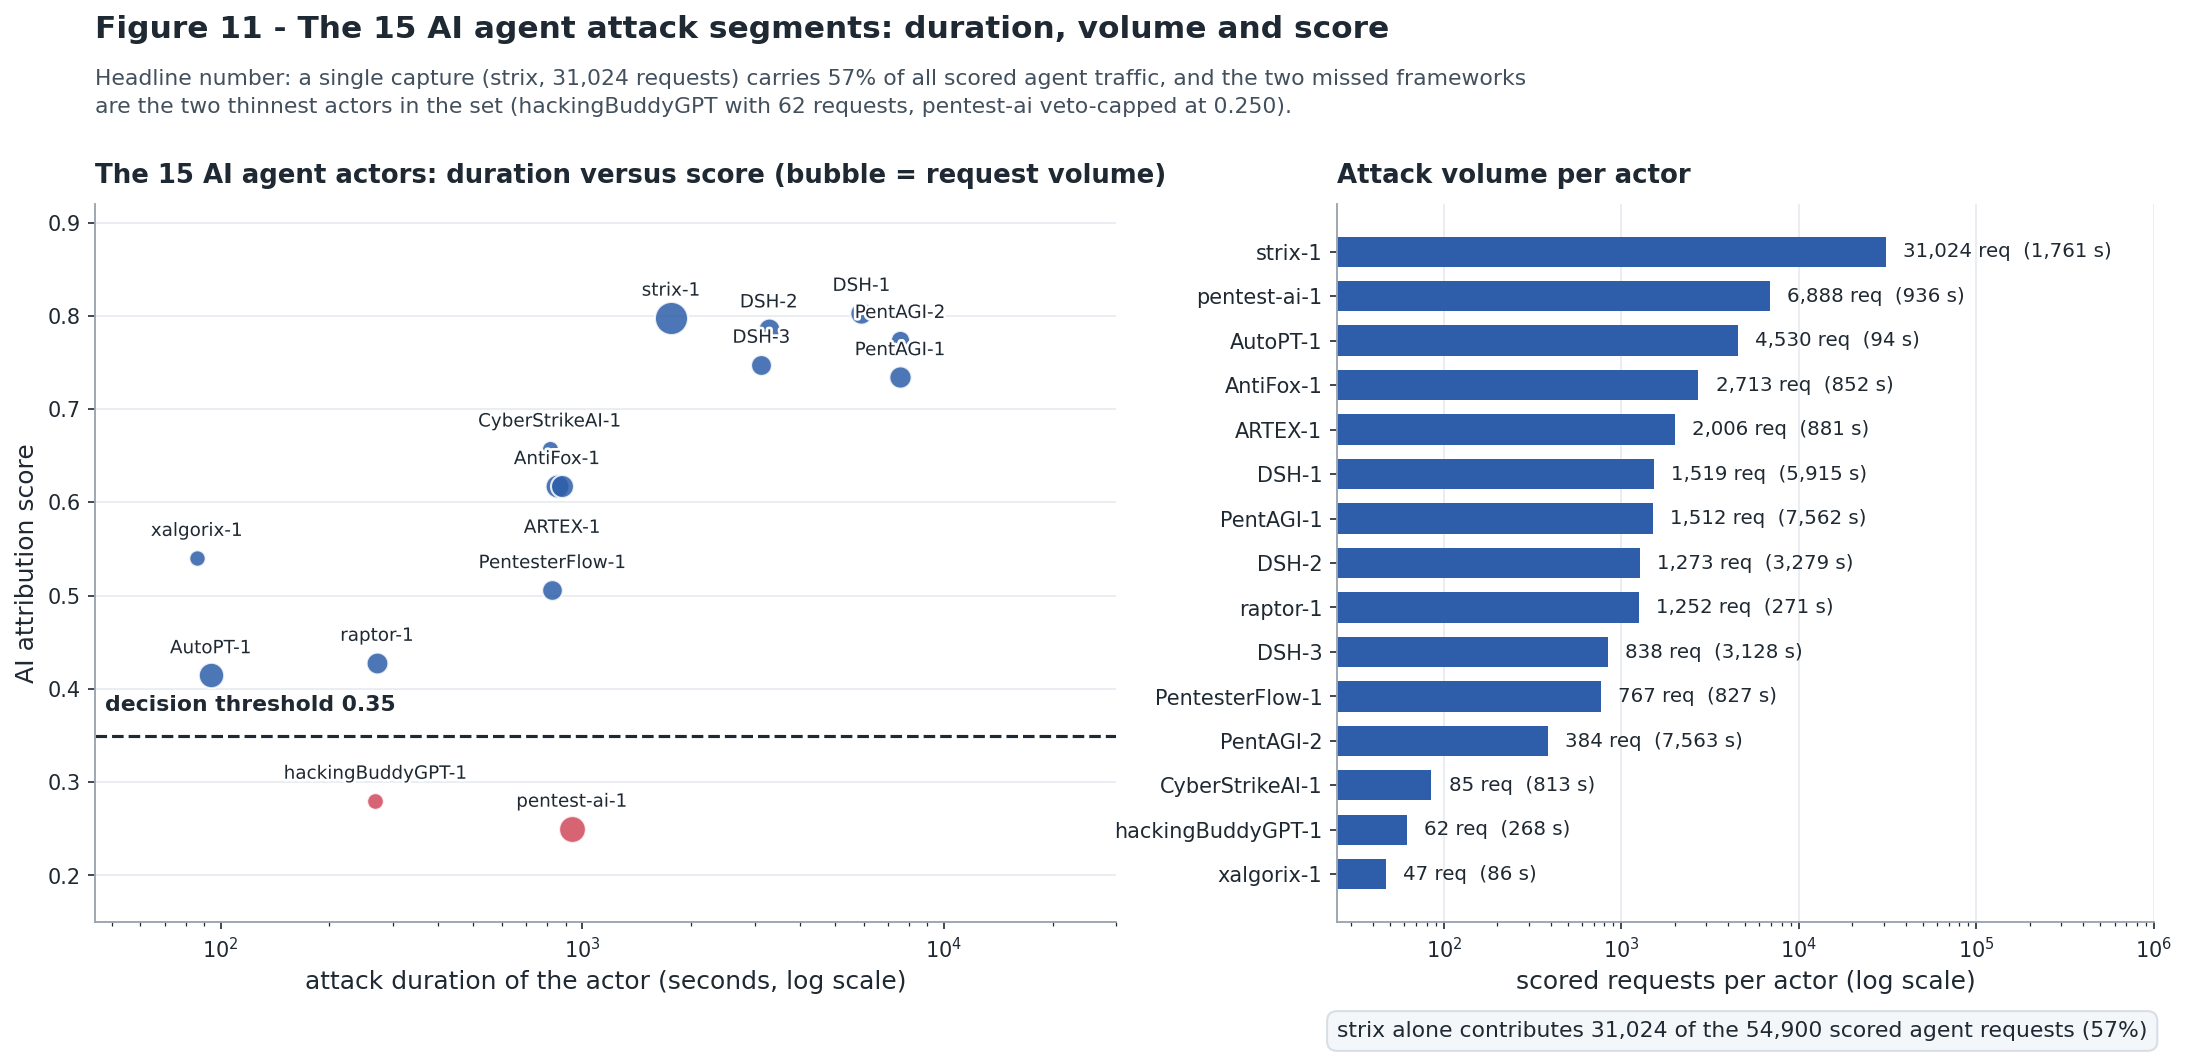 Figure 11 - The 15 AI agent attack segments: duration, volume and score
Headline number: a single capture (strix, 31,024 requests) carries 57% of all scored agent traffic, and the two missed frameworks
are the two thinnest actors in the set (hackingBuddyGPT with 62 requests, pentest-ai veto-capped at 0.250).
The 15 AI agent actors: duration versus score (bubble = request volume)
AI attribution score
0.9
0.8
0.7
0.6
0.5
0.4
0.3
0.2
strix-1
DSH-2
DSH-1
PentAGI-2
DSH-3
PentAGI-1
CyberStrikeAI-1
AntiFox-1
ARTEX-1
xalgorix-1
PentesterFlow-1
AutoPT-1
raptor-1
decision threshold 0.35
hackingBuddyGPT-1
pentest-ai-1
10²
10³
10⁴
attack duration of the actor (seconds, log scale)
Attack volume per actor
strix-1 31,024 req (1,761 s)
pentest-ai-1 6,888 req (936 s)
AutoPT-1 4,530 req (94 s)
AntiFox-1 2,713 req (852 s)
ARTEX-1 2,006 req (881 s)
DSH-1 1,519 req (5,915 s)
PentAGI-1 1,512 req (7,562 s)
DSH-2 1,273 req (3,279 s)
raptor-1 1,252 req (271 s)
DSH-3 838 req (3,128 s)
PentesterFlow-1 767 req (827 s)
PentAGI-2 384 req (7,563 s)
CyberStrikeAI-1 85 req (813 s)
hackingBuddyGPT-1 62 req (268 s)
xalgorix-1 47 req (86 s)
10²
10³
10⁴
10⁵
10⁶
scored requests per actor (log scale)
strix alone contributes 31,024 of the 54,900 scored agent requests (57%)